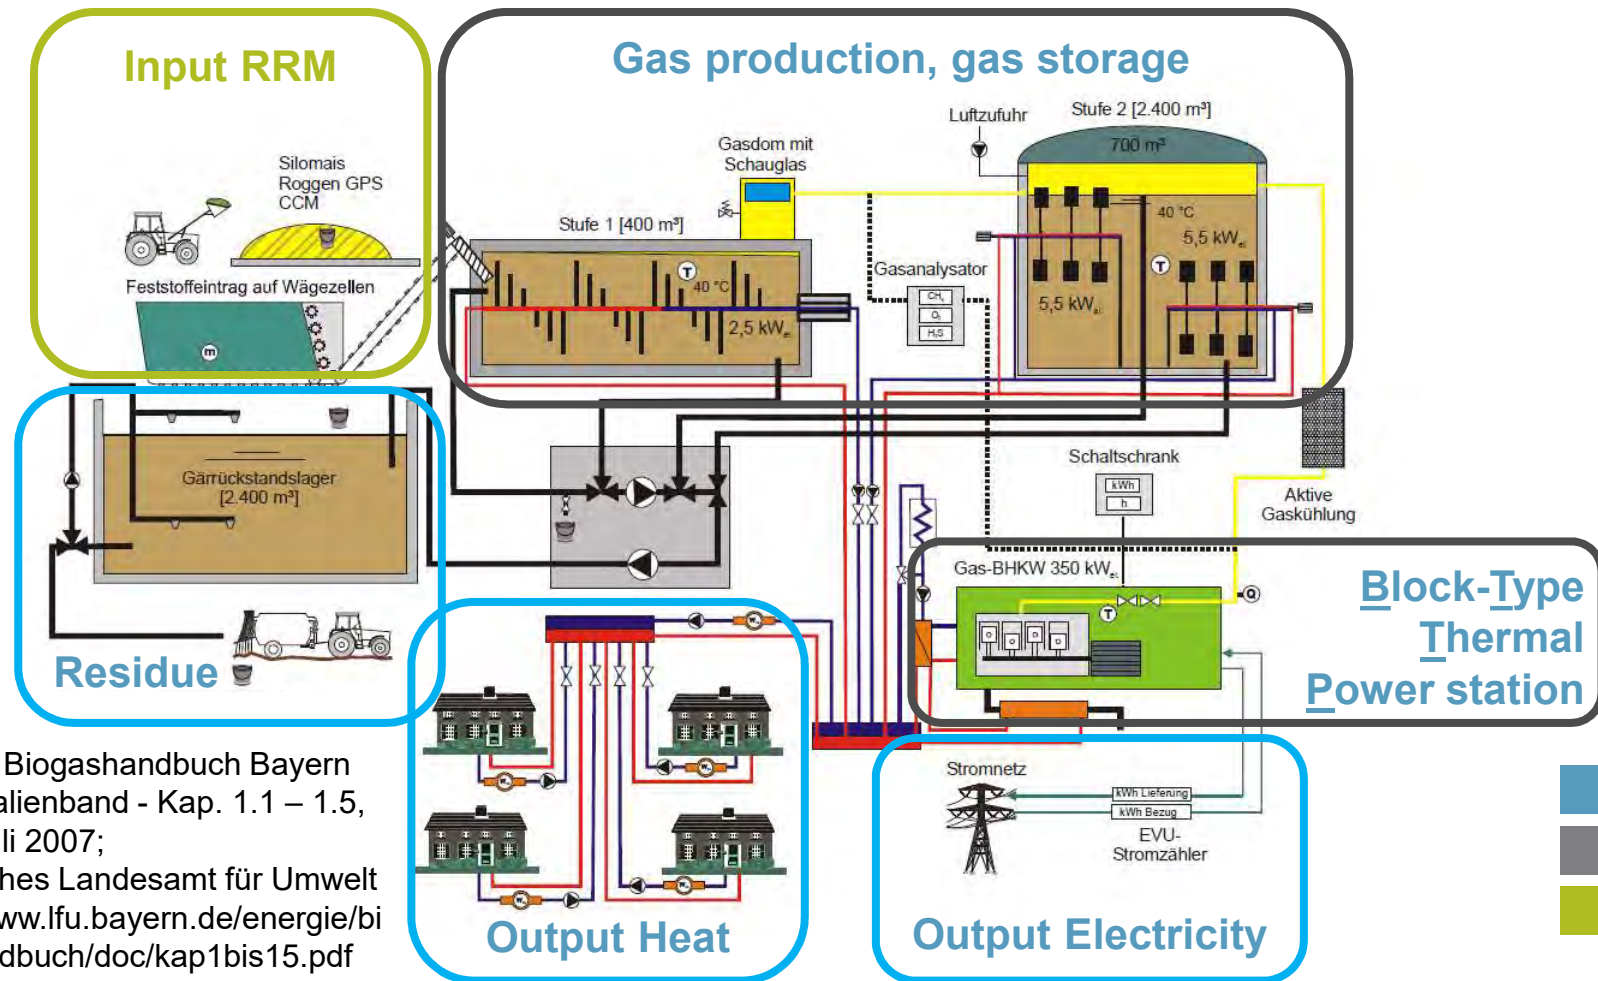 Input RRM
Gas production, gas storage
Silomais
Roggen GPS
CCM
Feststoffeintrag auf Wägezellen
m
Stufe 1 [400 m³]
Gasdom mit
Schauglas
T
40 °C
2,5 kWel.
Luftzufuhr
Stufe 2 [2.400 m³]
700 m³
40 °C
5,5 kWel.
T
5,5 kWel.
Gasanalysator
CH₄
O₂
H₂S
Gärrückstandslager
[2.400 m³]
Residue
Schaltschrank
kWh
h
Aktive
Gaskühlung
Gas-BHKW 350 kWel.
T
Q
Block-Type
Thermal
Power station
Stromnetz
kWh Lieferung
kWh Bezug
EVU-
Stromzähler
Output Heat
Output Electricity
Biogashandbuch Bayern
alienband - Kap. 1.1 – 1.5,
li 2007;
hes Landesamt für Umwelt
ww.lfu.bayern.de/energie/bi
dbuch/doc/kap1bis15.pdf